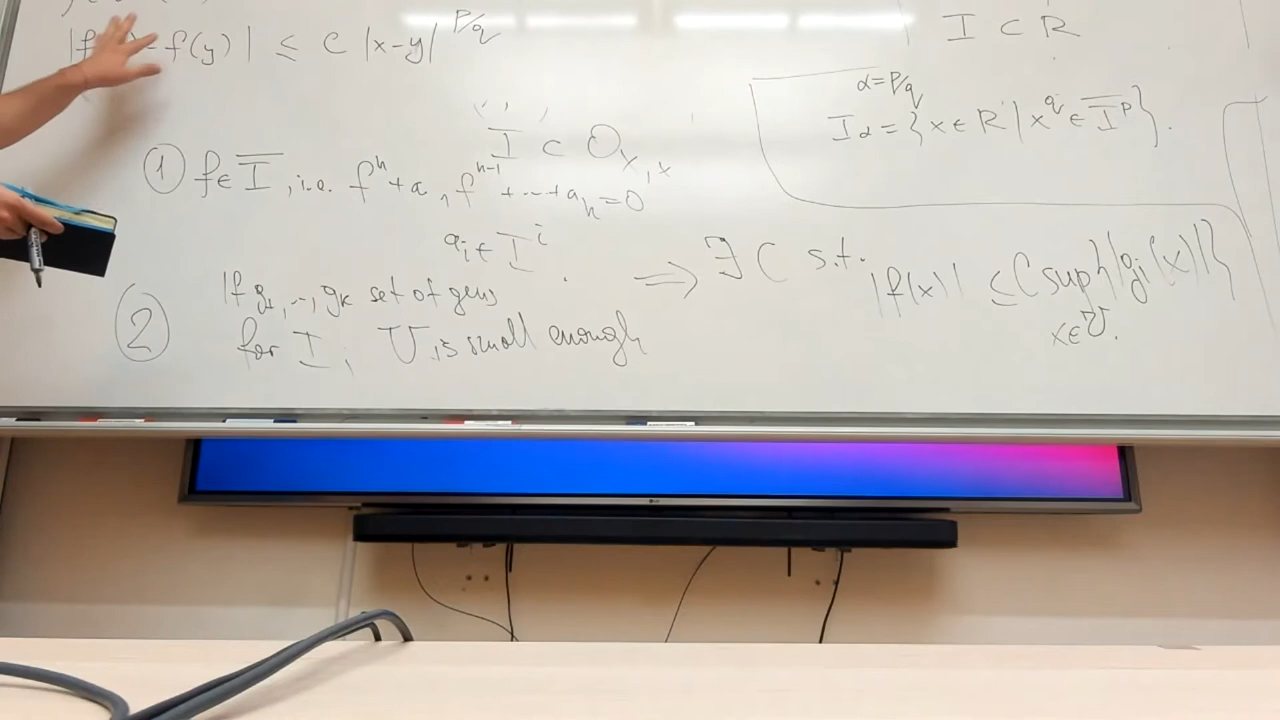 |f(x)-f(y)| ≤ C |x-y|^{p/q}
I ⊂ R
α=p/q
I_α = {x ∈ R | x^q ∈ \overline{I^p}}.
I ⊂ O_{X,x}
① f∈\overline{I}, i.e. f^n + a_1 f^{n-1} + ... + a_n = 0
a_i ∈ I^i
② If g_1, ..., g_k set of gens
for I, U is small enough
⟹ ∃ C s.t. |f(x)| ≤ C sup{|g_i(x)|}
x∈U.